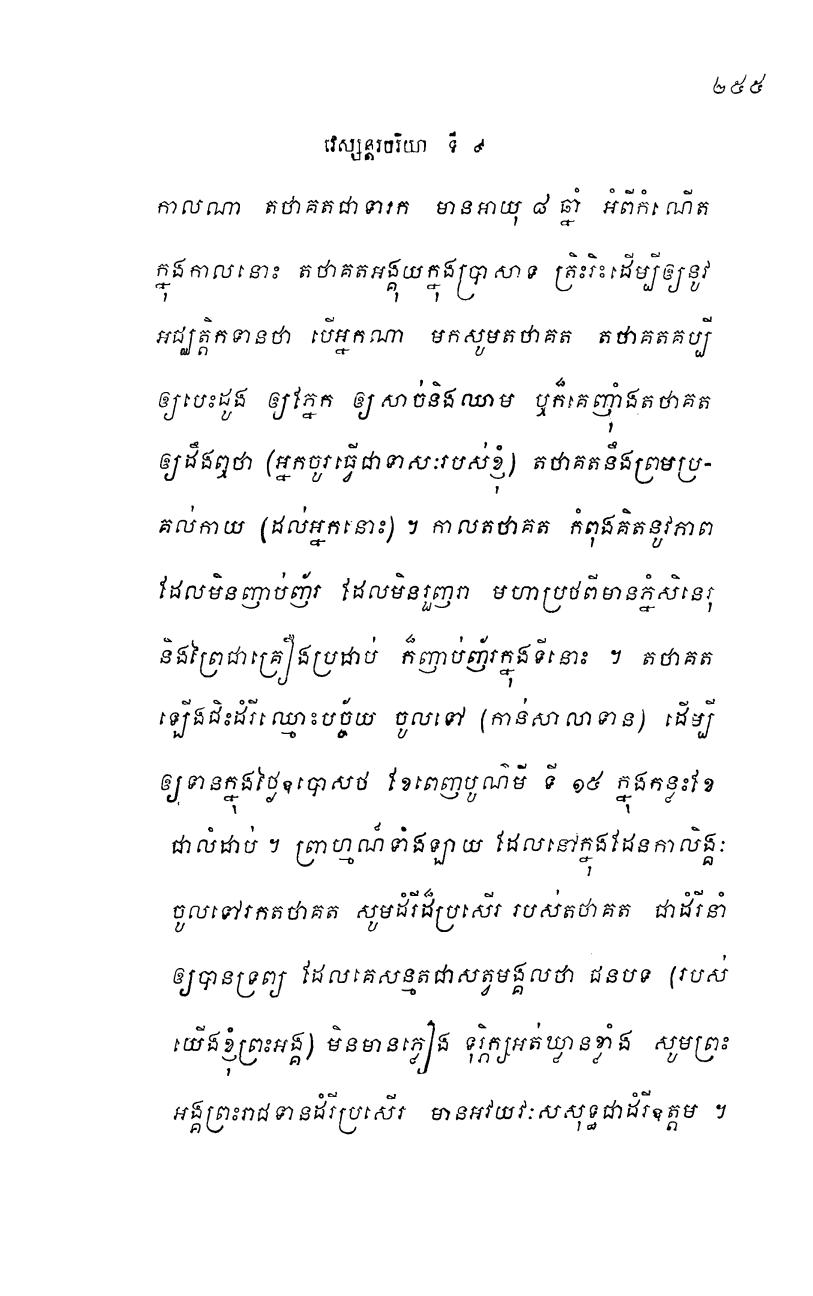 ២៥៥
វេស្សន្តរចរិយា ទី ៩
កាលណា តថាគតជាទារក មានអាយុ ៨ ឆ្នាំ អំពីកំណើត
ក្នុងកាលនោះ តថាគតអង្គុយក្នុងប្រាសាទ ត្រិះរិះដើម្បីឲ្យនូវ
អជ្ឈត្តិកទានថា បើអ្នកណា មកសូមតថាគត តថាគតគប្បី
ឲ្យបេះដូង ឲ្យភ្នែក ឲ្យសាច់និងឈាម ឬក៏គេញ៉ាំងតថាគត
ឲ្យដឹងឮថា (អ្នកចូរធ្វើជាទាសៈរបស់ខ្ញុំ) តថាគតនឹងព្រមប្រ-
គល់កាយ (ដល់អ្នកនោះ) ។ កាលតថាគត កំពុងគិតនូវភាព
ដែលមិនញាប់ញ័រ ដែលមិនរួញរា មហាប្រថពីមានភ្នំសិនេរុ
និងព្រៃជាគ្រឿងប្រដាប់ ក៏ញាប់ញ័រក្នុងទីនោះ ។ តថាគត
ឡើងជិះដំរីឈ្មោះបច្ច័យ ចូលទៅ (កាន់សាលាទាន) ដើម្បី
ឲ្យទានក្នុងថ្ងៃឧបោសថ ខែពេញបូណ៌មី ទី ១៥ ក្នុងកន្លះខែ
ជាលំដាប់ ។ ព្រាហ្មណ៍ទាំងឡាយ ដែលនៅក្នុងដែនកាលិង្គៈ
ចូលទៅរកតថាគត សូមដំរីដ៏ប្រសើរ របស់តថាគត ជាដំរីនាំ
ឲ្យបានទ្រព្យ ដែលគេសន្មតជាសត្វមង្គលថា ជនបទ (របស់
យើងខ្ញុំព្រះអង្គ) មិនមានភ្លៀង ទុរ្ភិក្សអត់ឃ្លានខ្លាំង សូមព្រះ
អង្គព្រះរាជទានដំរីប្រសើរ មានអវយវៈសសុទ្ធជាដំរីឧត្តម ។